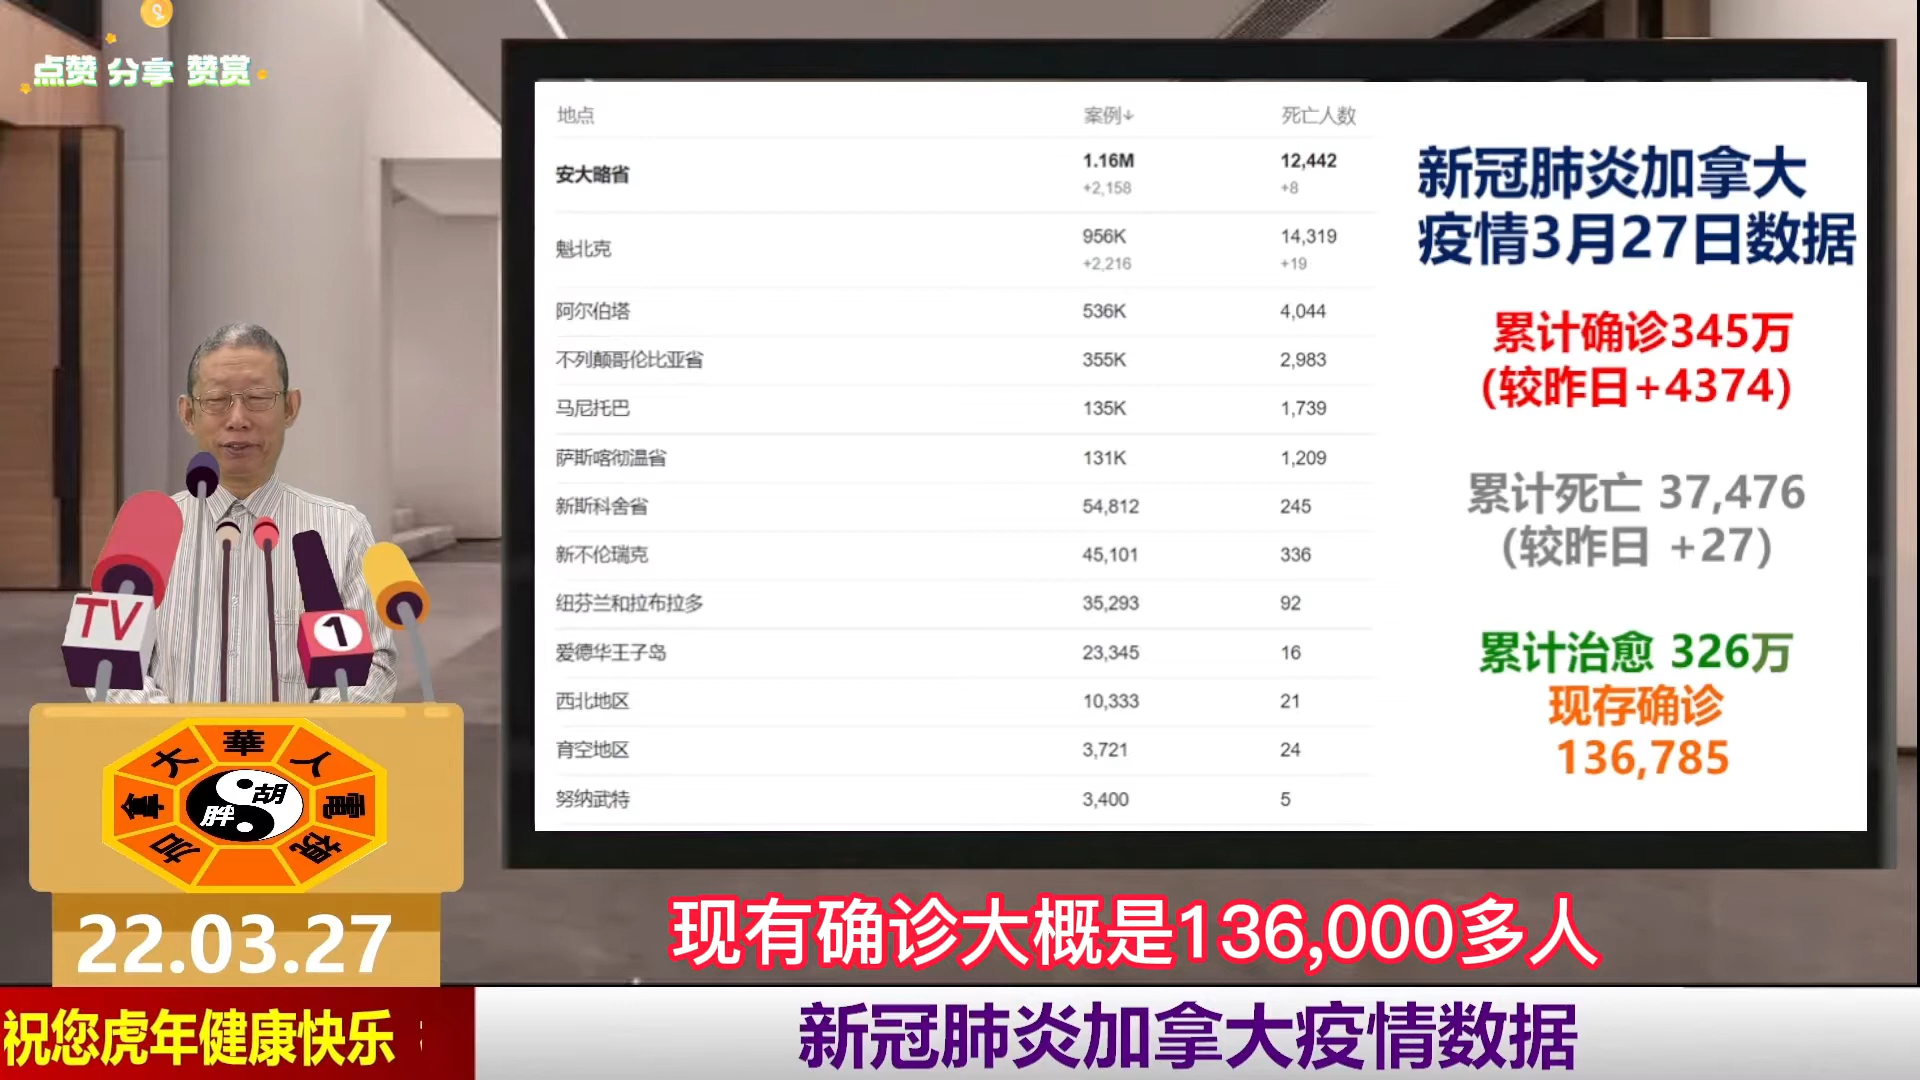 点赞 分享 赞赏
地点 案例↓ 死亡人数
安大略省 1.16M 12,442
+2,158 +8
魁北克 956K 14,319
+2,216 +19
阿尔伯塔 536K 4,044
不列颠哥伦比亚省 355K 2,983
马尼托巴 135K 1,739
萨斯喀彻温省 131K 1,209
新斯科舍省 54,812 245
新不伦瑞克 45,101 336
纽芬兰和拉布拉多 35,293 92
爱德华王子岛 23,345 16
西北地区 10,333 21
育空地区 3,721 24
努纳武特 3,400 5
新冠肺炎加拿大
疫情3月27日数据
累计确诊345万
(较昨日+4374)
累计死亡 37,476
(较昨日 +27)
累计治愈 326万
现存确诊
136,785
TV
1
加拿大華人電視
胡
胖
22.03.27
现有确诊大概是136,000多人
祝您虎年健康快乐
新冠肺炎加拿大疫情数据